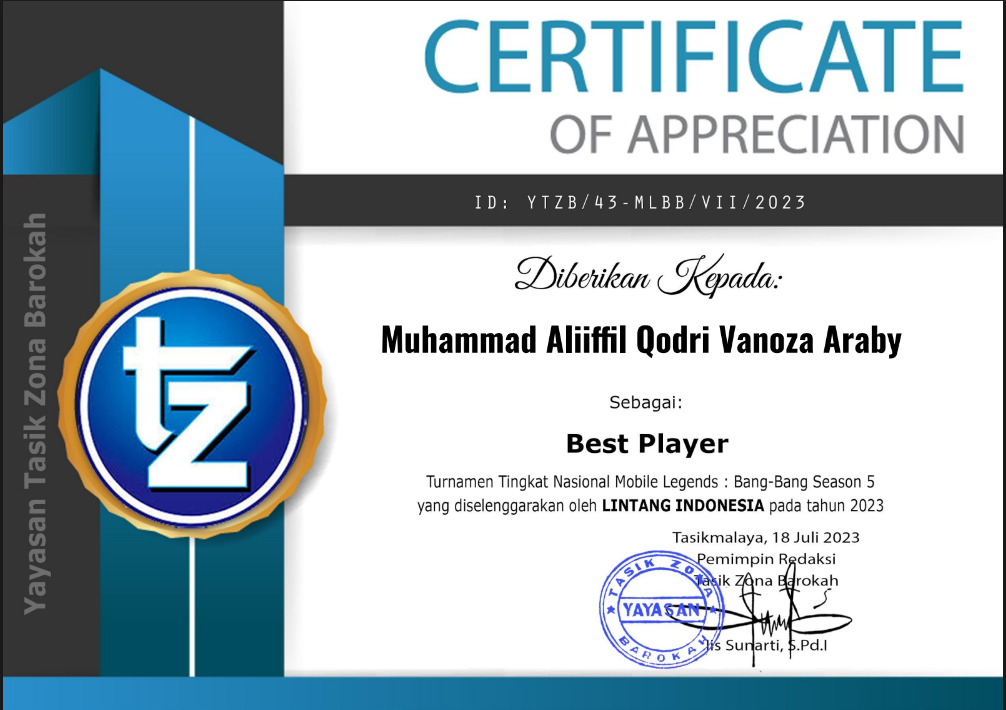 CERTIFICATE
OF APPRECIATION
ID: YTZB/43-MLBB/VII/2023
Yayasan Tasik Zona Barokah
tz
Diberikan Kepada:
Muhammad Aliiffil Qodri Vanoza Araby
Sebagai:
Best Player
Turnamen Tingkat Nasional Mobile Legends : Bang-Bang Season 5
yang diselenggarakan oleh LINTANG INDONESIA pada tahun 2023
Tasikmalaya, 18 Juli 2023
Pemimpin Redaksi
Tasik Zona Barokah
TASIK ZONA
YAYASAN
BAROKAH
Iis Sunarti, S.Pd.I